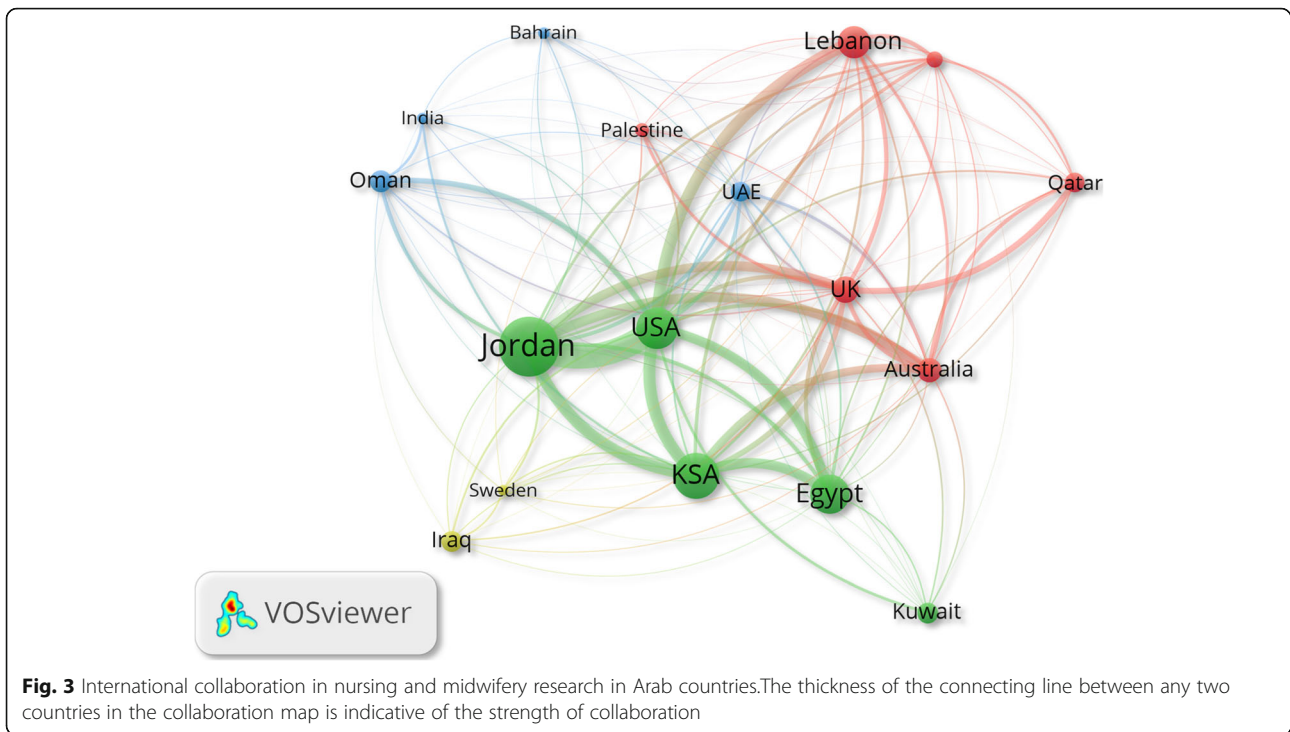 Bahrain
Lebanon
India
Palestine
Oman
UAE
Qatar
UK
USA
Jordan
Australia
KSA
Sweden
Egypt
Iraq
Kuwait
VOSviewer
Fig. 3 International collaboration in nursing and midwifery research in Arab countries.The thickness of the connecting line between any two
countries in the collaboration map is indicative of the strength of collaboration